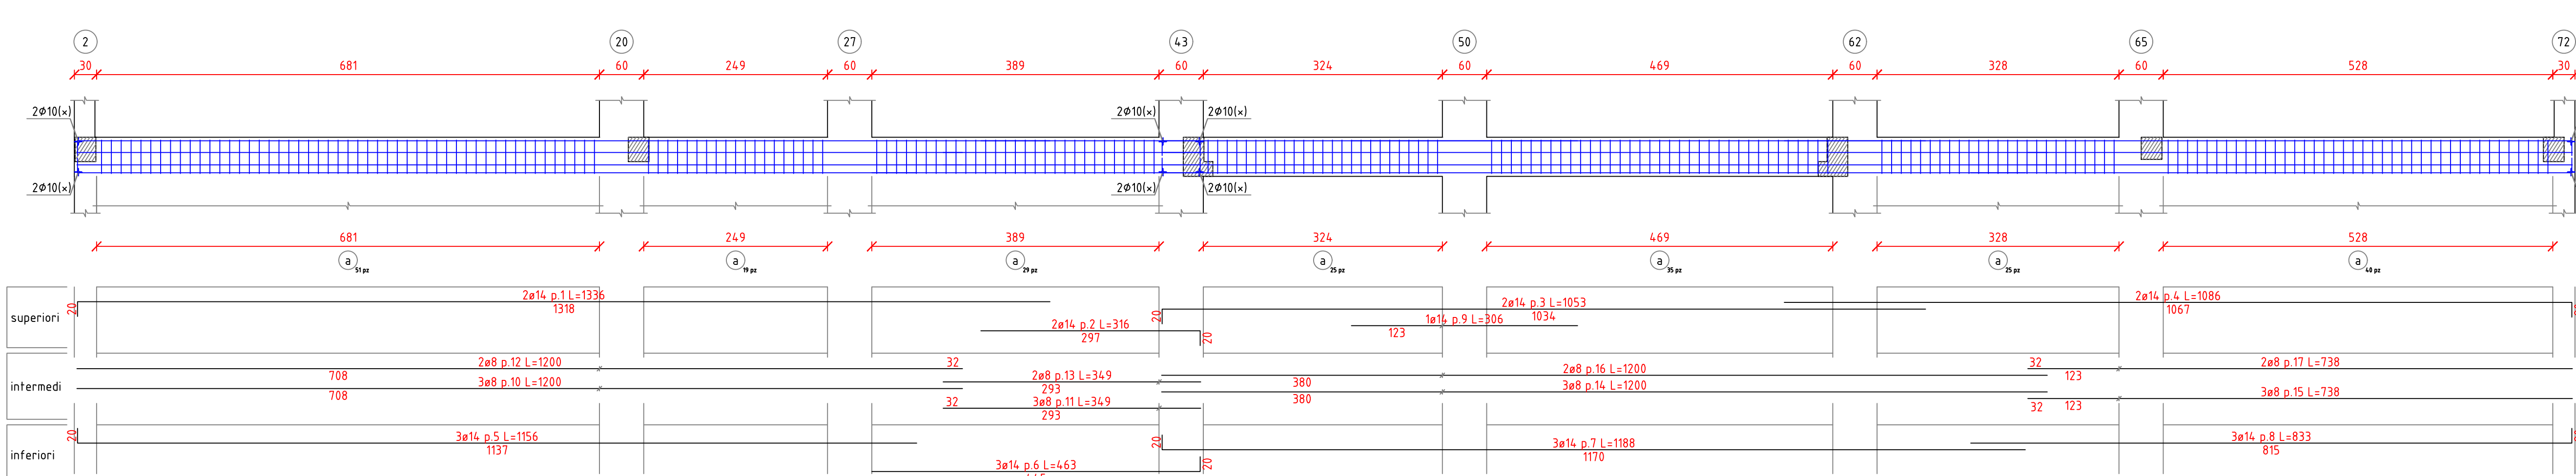 2 20 27 43 50 62 65 72
30 681 60 249 60 389 60 324 60 469 60 328 60 528 30
2Ø10(x) 2Ø10(x) 2Ø10(x)
2Ø10(x) 2Ø10(x) 2Ø10(x)
681 249 389 324 469 328 528
a 51 pz a 19 pz a 29 pz a 25 pz a 35 pz a 25 pz a 40 pz
superiori
20 2ø14 p.1 L=1336
1318
2ø14 p.2 L=316
297 20
20 2ø14 p.3 L=1053
1034
1ø14 p.9 L=306
123
2ø14 p.4 L=1086
1067
intermedi
2ø8 p.12 L=1200 32
708
3ø8 p.10 L=1200
708
2ø8 p.13 L=349
293
32 3ø8 p.11 L=349
293
2ø8 p.16 L=1200
380
3ø8 p.14 L=1200
380
32 2ø8 p.17 L=738
123
3ø8 p.15 L=738
32 123
inferiori
20 3ø14 p.5 L=1156
1137
3ø14 p.6 L=463
20
20 3ø14 p.7 L=1188
1170
3ø14 p.8 L=833
815